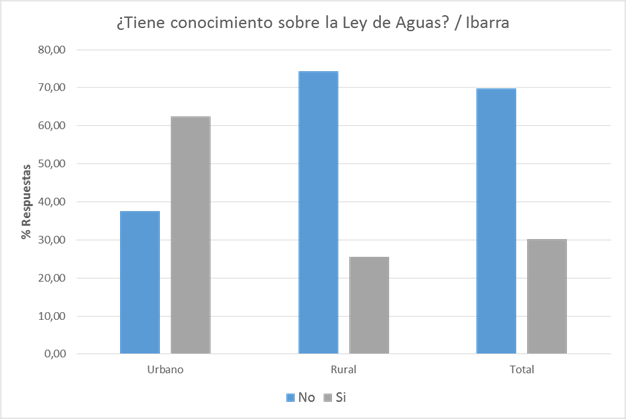 ¿Tiene conocimiento sobre la Ley de Aguas? / Ibarra
80,00
70,00
60,00
50,00
40,00
30,00
20,00
10,00
0,00
% Respuestas
Urbano
Rural
Total
No
Si